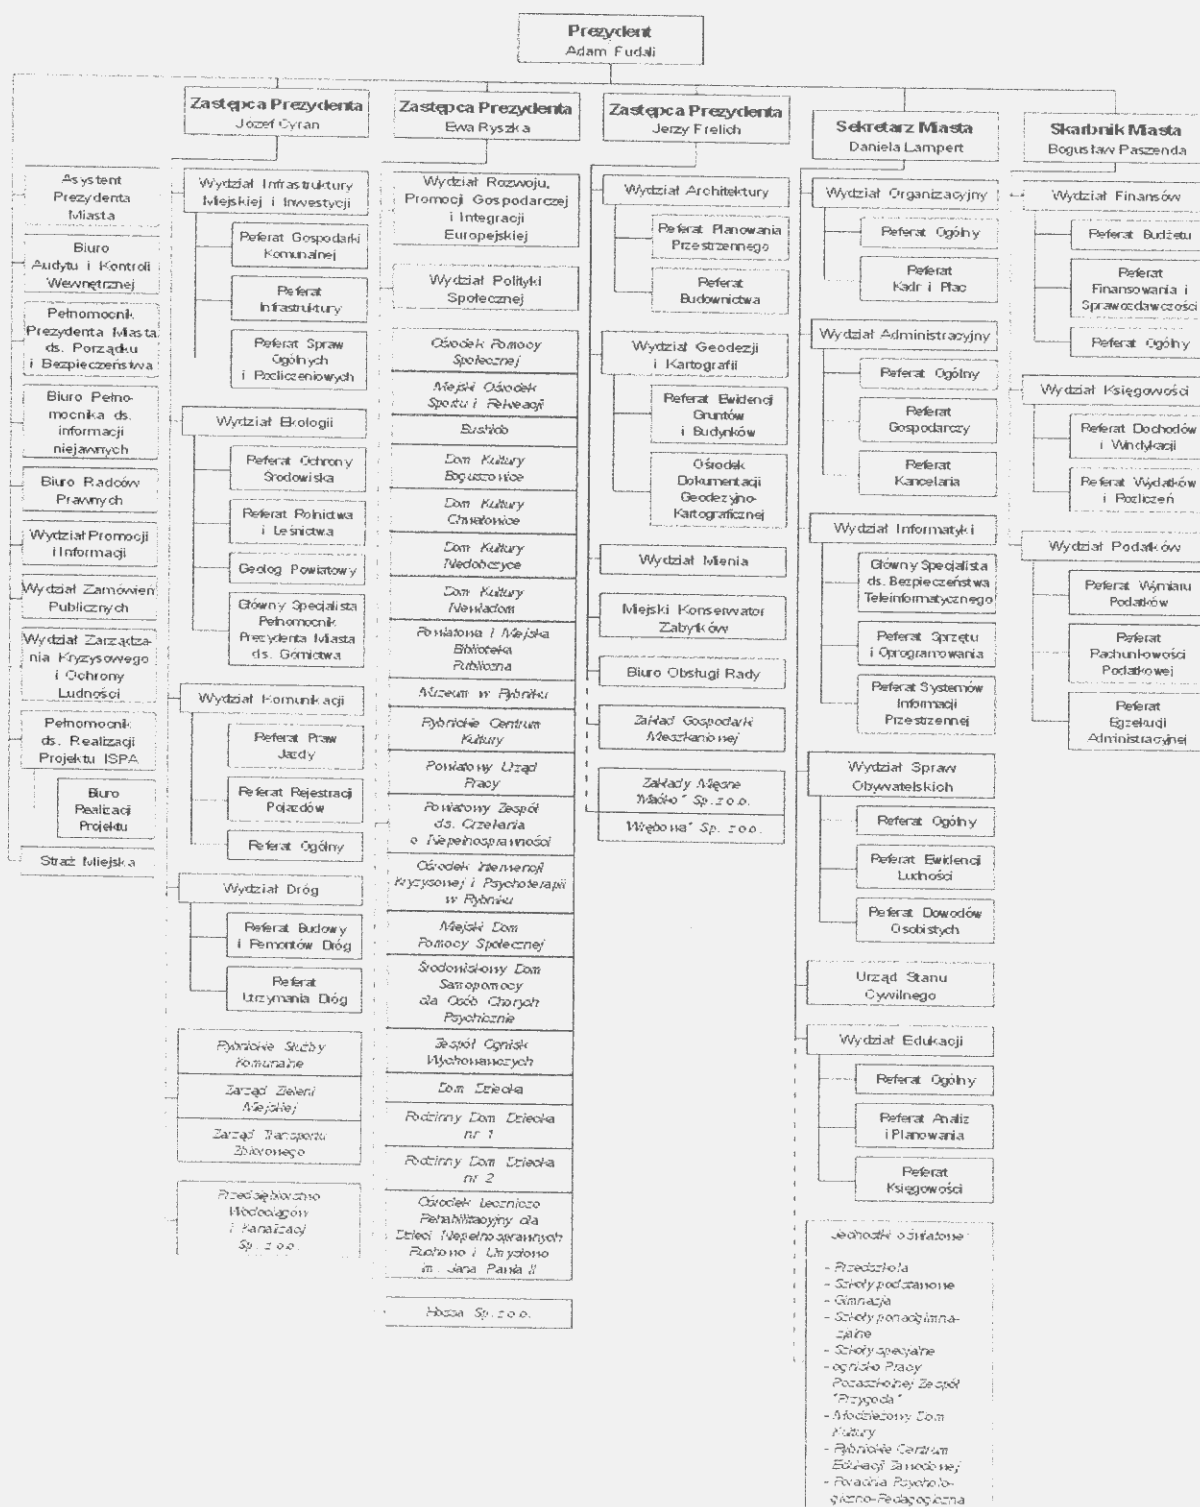 Prezydent
Adam Fudali
Zastępca Prezydenta
Józef Cyran
Zastępca Prezydenta
Ewa Ryszka
Zastępca Prezydenta
Jerzy Frelich
Sekretarz Miasta
Daniela Lampert
Skarbnik Miasta
Bogusław Paszenda
Asystent
Prezydenta
Miasta
Biuro
Audytu i Kontroli
Wewnętrznej
Pełnomocnik
Prezydenta Miasta
ds. Porządku
i Bezpieczeństwa
Biuro Pełno-
mocnika ds.
informacji
niejawnych
Biuro Radców
Prawnych
Wydział Promocji
i Informacji
Wydział Zamówień
Publicznych
Wydział Zarządza-
nia Kryzysowego
i Ochrony
Ludności
Pełnomocnik
ds. Realizacji
Projektu ISPA
Biuro
Realizacji
Projektu
Straż Miejska
Wydział Infrastruktury
Miejskiej i Inwestycji
Referat Gospodarki
Komunalnej
Referat
Infrastruktury
Referat Spraw
Ogólnych
i Rozliczeniowych
Wydział Ekologii
Referat Ochrony
Środowiska
Referat Rolnictwa
i Leśnictwa
Geolog Powiatowy
Główny Specjalista
Pełnomocnik
Prezydenta Miasta
ds. Górnictwa
Wydział Komunikacji
Referat Praw
Jazdy
Referat Rejestracji
Pojazdów
Referat Ogólny
Wydział Dróg
Referat Budowy
i Remontów Dróg
Referat
Utrzymania Dróg
Rybnickie Służby
Komunalne
Zarząd Zieleni
Miejskiej
Zarząd Transportu
Zbiorowego
Przedsiębiorstwo
Wodociągów
i Kanalizacji
Sp. z o.o.
Wydział Rozwoju,
Promocji Gospodarczej
i Integracji
Europejskiej
Wydział Polityki
Społecznej
Ośrodek Pomocy
Społecznej
Miejski Ośrodek
Sportu i Rekreacji
Bushido
Dom Kultury
Boguszowice
Dom Kultury
Chwałowice
Dom Kultury
Niedobczyce
Dom Kultury
Niewiadom
Powiatowa i Miejska
Biblioteka
Publiczna
Muzeum w Rybniku
Rybnickie Centrum
Kultury
Powiatowy Urząd
Pracy
Powiatowy Zespół
ds. Orzekania
o Niepełnosprawności
Ośrodek Interwencji
Kryzysowej i Psychoterapii
w Rybniku
Miejski Dom
Pomocy Społecznej
Środowiskowy Dom
Samopomocy
dla Osób Chorych
Psychicznie
Zespół Ognisk
Wychowawczych
Dom Dziecka
Rodzinny Dom Dziecka
nr 1
Rodzinny Dom Dziecka
nr 2
Ośrodek Leczniczo
Rehabilitacyjny dla
Dzieci Niepełnosprawnych
Ruchowo i Umysłowo
im. Jana Pawła II
Hossa Sp. z o.o.
Wydział Architektury
Referat Planowania
Przestrzennego
Referat
Budownictwa
Wydział Geodezji
i Kartografii
Referat Ewidencji
Gruntów
i Budynków
Ośrodek
Dokumentacji
Geodezyjno-
Kartograficznej
Wydział Mienia
Miejski Konserwator
Zabytków
Biuro Obsługi Rady
Zakład Gospodarki
Mieszkaniowej
Zakłady Mięsne
"Maćko" Sp. z o.o.
"Wrębowa" Sp. z o.o.
Wydział Organizacyjny
Referat Ogólny
Referat
Kadr i Płac
Wydział Administracyjny
Referat Ogólny
Referat
Gospodarczy
Referat
Kancelaria
Wydział Informatyki
Główny Specjalista
ds. Bezpieczeństwa
Teleinformatycznego
Referat Sprzętu
i Oprogramowania
Referat Systemów
Informacji
Przestrzennej
Wydział Spraw
Obywatelskich
Referat Ogólny
Referat Ewidencji
Ludności
Referat Dowodów
Osobistych
Urząd Stanu
Cywilnego
Wydział Edukacji
Referat Ogólny
Referat Analiz
i Planowania
Referat
Księgowości
Jednostki oświatowe:
- Przedszkola
- Szkoły podstawowe
- Gimnazja
- Szkoły ponadgimna-
zjalne
- Szkoły specjalne
- ognisko Pracy
Pozaszkolnej Zespół
"Przygoda"
- Młodzieżowy Dom
Kultury
- Rybnickie Centrum
Edukacji Zawodowej
- Poradnia Psycholo-
giczno-Pedagogiczna
Wydział Finansów
Referat Budżetu
Referat
Finansowania i
Sprawozdawczości
Referat Ogólny
Wydział Księgowości
Referat Dochodów
i Windykacji
Referat Wydatków
i Rozliczeń
Wydział Podatków
Referat Wymiaru
Podatków
Referat
Rachunkowości
Podatkowej
Referat
Egzekucji
Administracyjnej